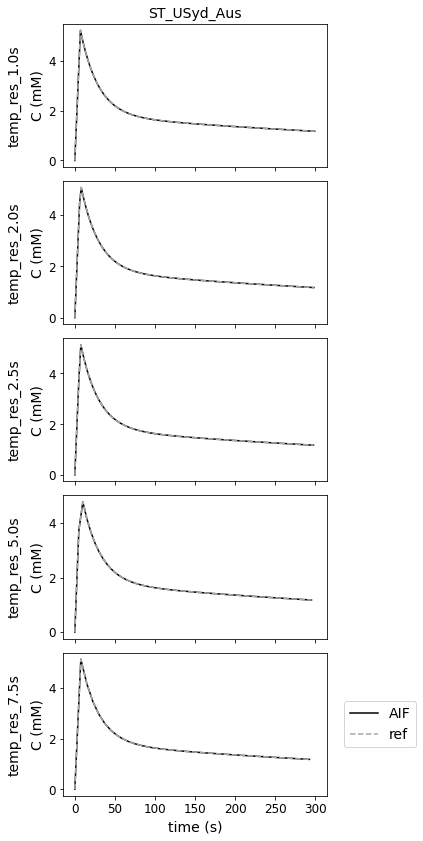 ST_USyd_Aus
temp_res_1.0s
C (mM)
4
2
0
temp_res_2.0s
C (mM)
4
2
0
temp_res_2.5s
C (mM)
4
2
0
temp_res_5.0s
C (mM)
4
2
0
temp_res_7.5s
C (mM)
4
2
0
0 50 100 150 200 250 300
time (s)
AIF
ref